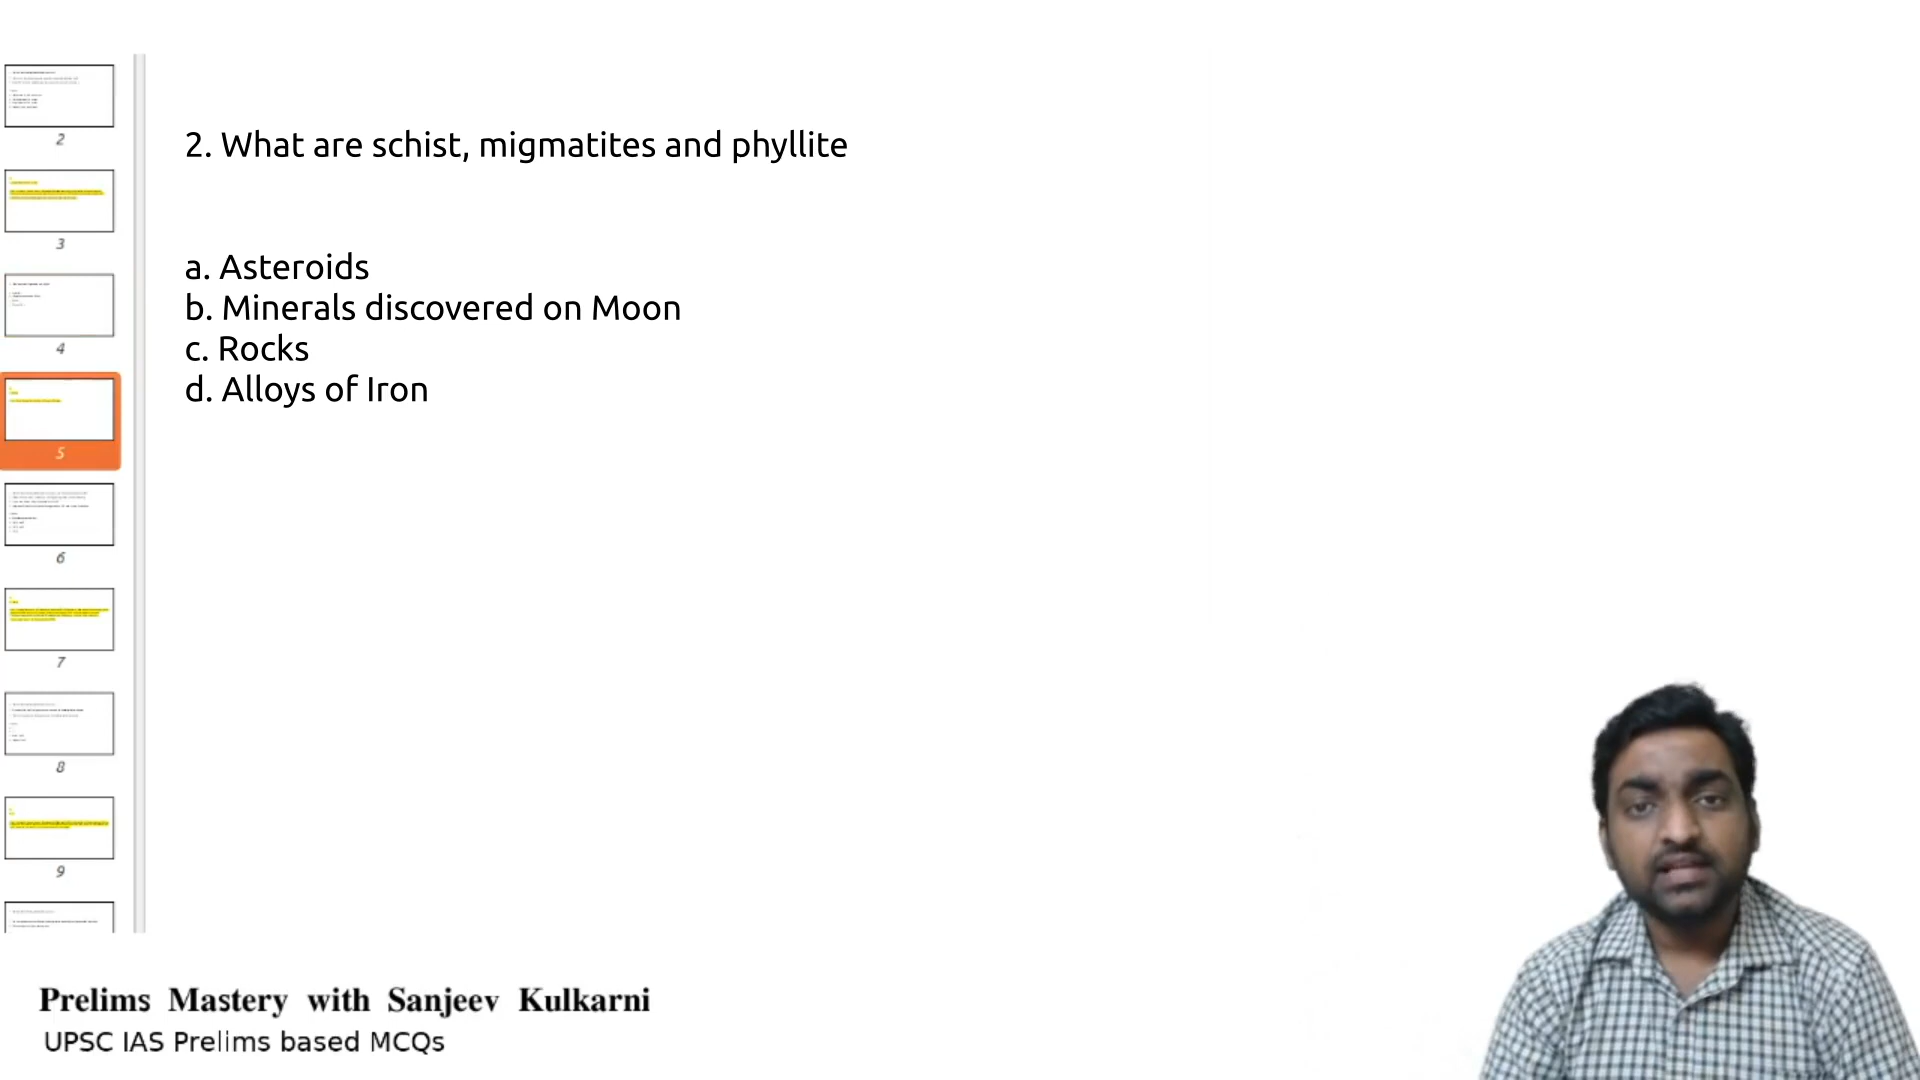 2. What are schist, migmatites and phyllite
a. Asteroids
b. Minerals discovered on Moon
c. Rocks
d. Alloys of Iron
2
3
4
5
6
7
8
9
Prelims Mastery with Sanjeev Kulkarni
UPSC IAS Prelims based MCQs